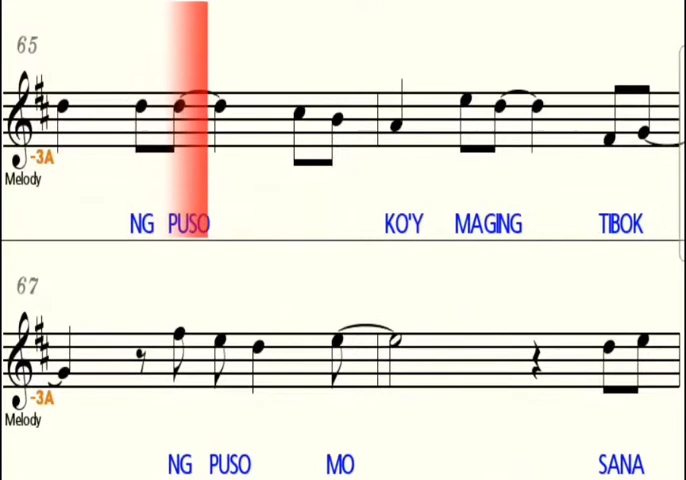 65
-3A
Melody
NG PUSO KO'Y MAGING TIBOK
67
-3A
Melody
NG PUSO MO SANA